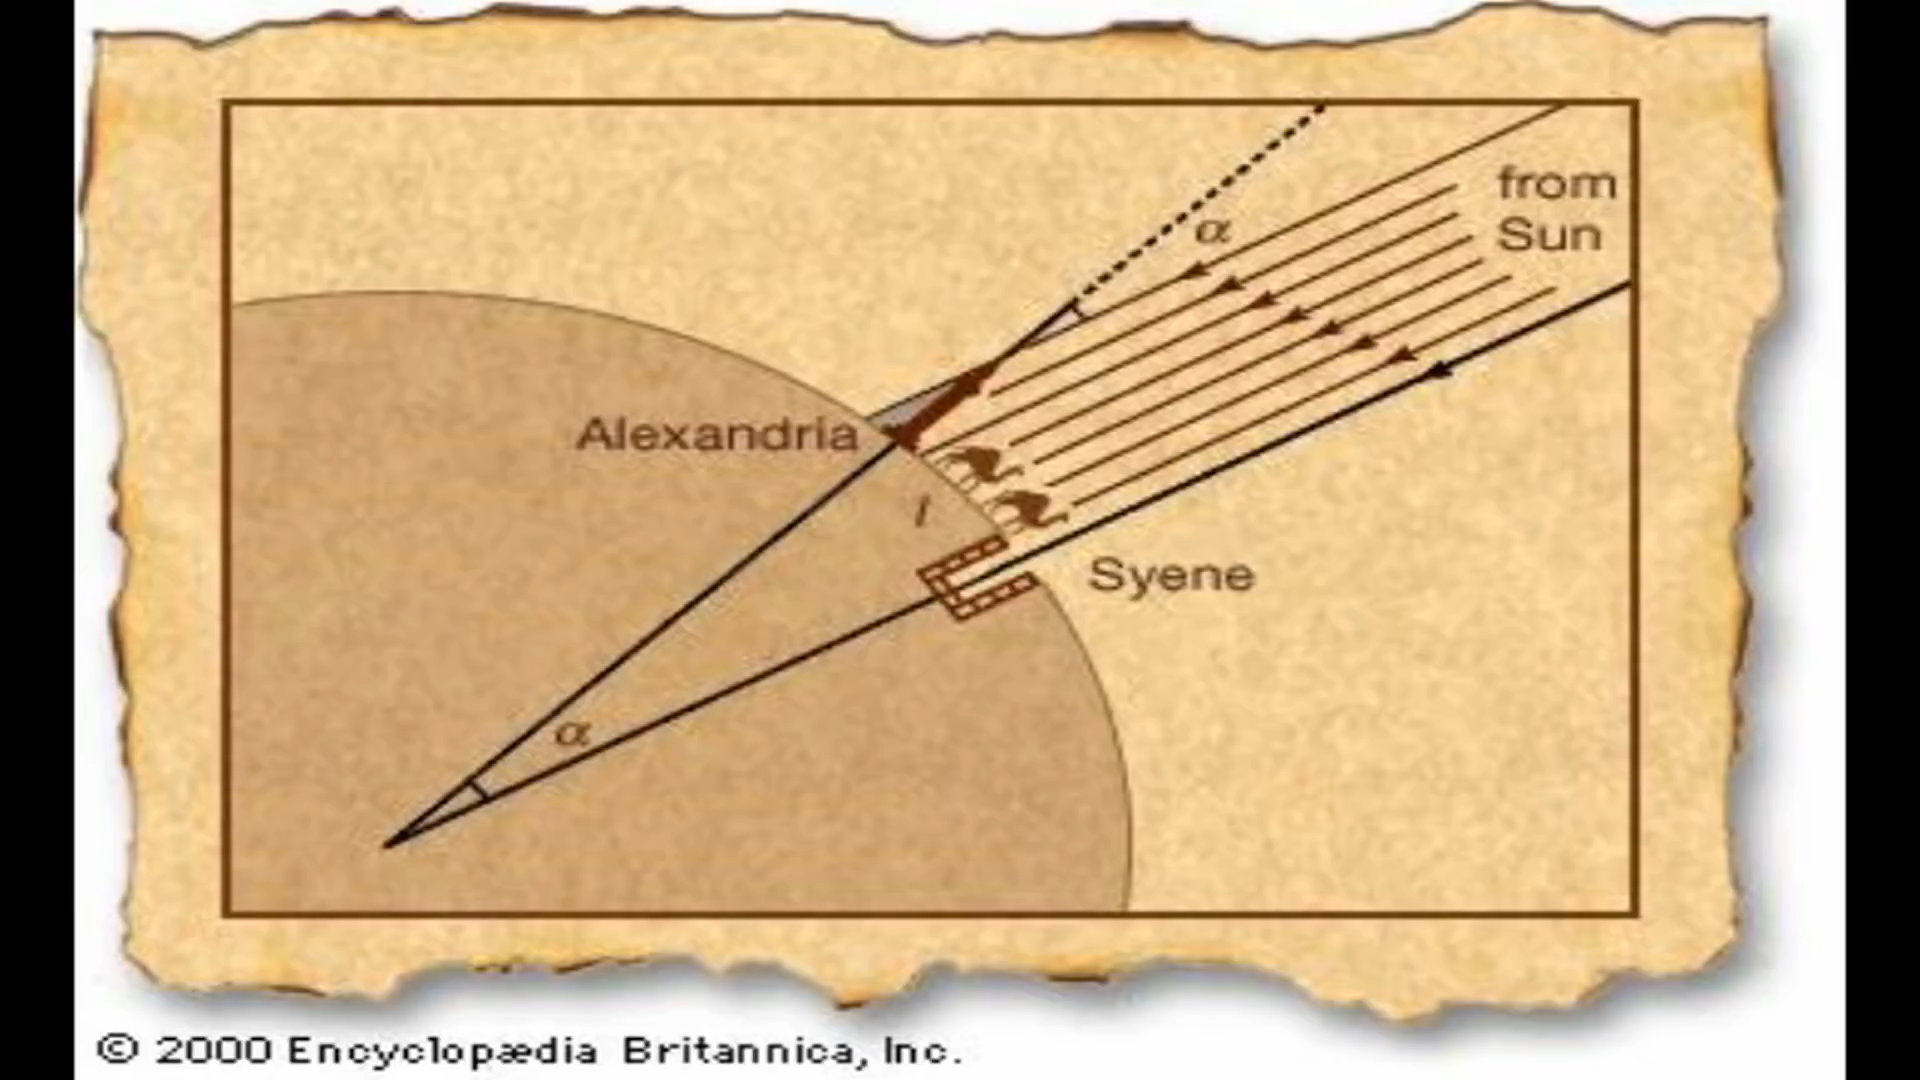 from
Sun
α
Alexandria
l
Syene
α
© 2000 Encyclopædia Britannica, Inc.